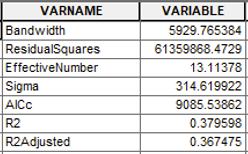 VARNAME VARIABLE
Bandwidth 5929.765384
ResidualSquares 61359868.4729
EffectiveNumber 13.11378
Sigma 314.619922
AICc 9085.53862
R2 0.379598
R2Adjusted 0.367475